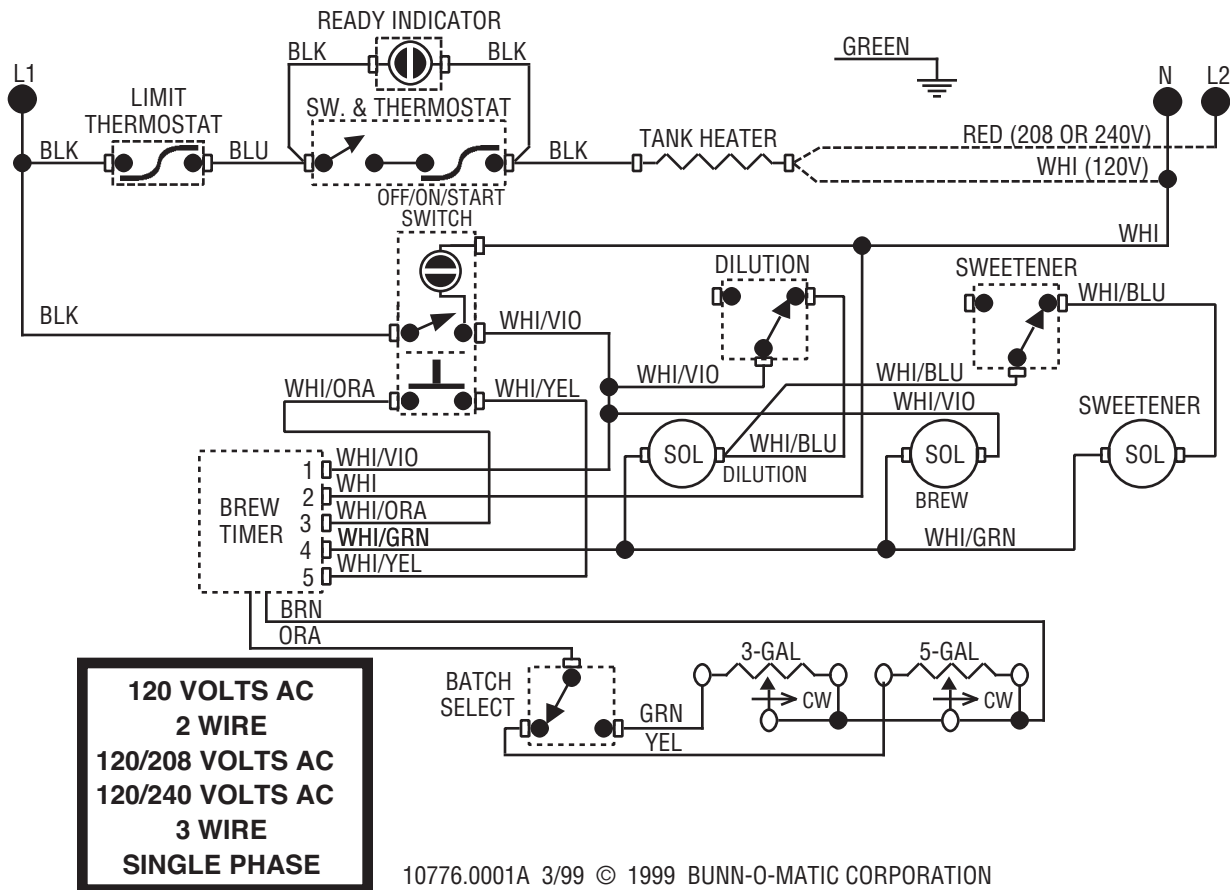 READY INDICATOR
BLK
BLK
GREEN
L1
N
L2
LIMIT
THERMOSTAT
SW. & THERMOSTAT
TANK HEATER
RED (208 OR 240V)
BLK
BLU
BLK
WHI (120V)
OFF/ON/START
SWITCH
WHI
DILUTION
SWEETENER
WHI/BLU
BLK
WHI/VIO
WHI/ORA
WHI/YEL
WHI/VIO
WHI/BLU
WHI/VIO
SWEETENER
SOL
WHI/BLU
DILUTION
SOL
BREW
SOL
BREW
TIMER
1
WHI/VIO
2
WHI
3
WHI/ORA
4
WHI/GRN
WHI/GRN
5
WHI/YEL
BRN
ORA
BATCH
SELECT
3-GAL
5-GAL
CW
CW
GRN
YEL
120 VOLTS AC
2 WIRE
120/208 VOLTS AC
120/240 VOLTS AC
3 WIRE
SINGLE PHASE
10776.0001A 3/99 © 1999 BUNN-O-MATIC CORPORATION